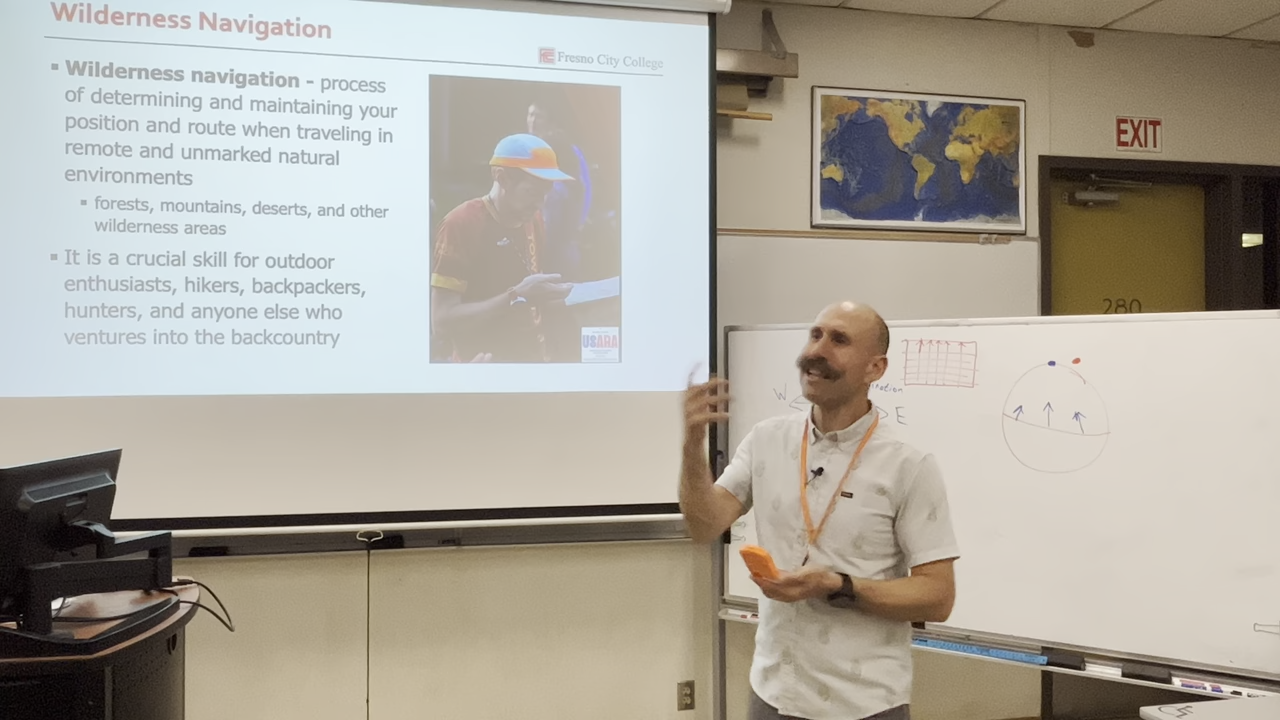 Wilderness Navigation
Fresno City College
▪ Wilderness navigation - process
of determining and maintaining your
position and route when traveling in
remote and unmarked natural
environments
▪ forests, mountains, deserts, and other
wilderness areas
▪ It is a crucial skill for outdoor
enthusiasts, hikers, backpackers,
hunters, and anyone else who
ventures into the backcountry
USARA
EXIT
280
W
E